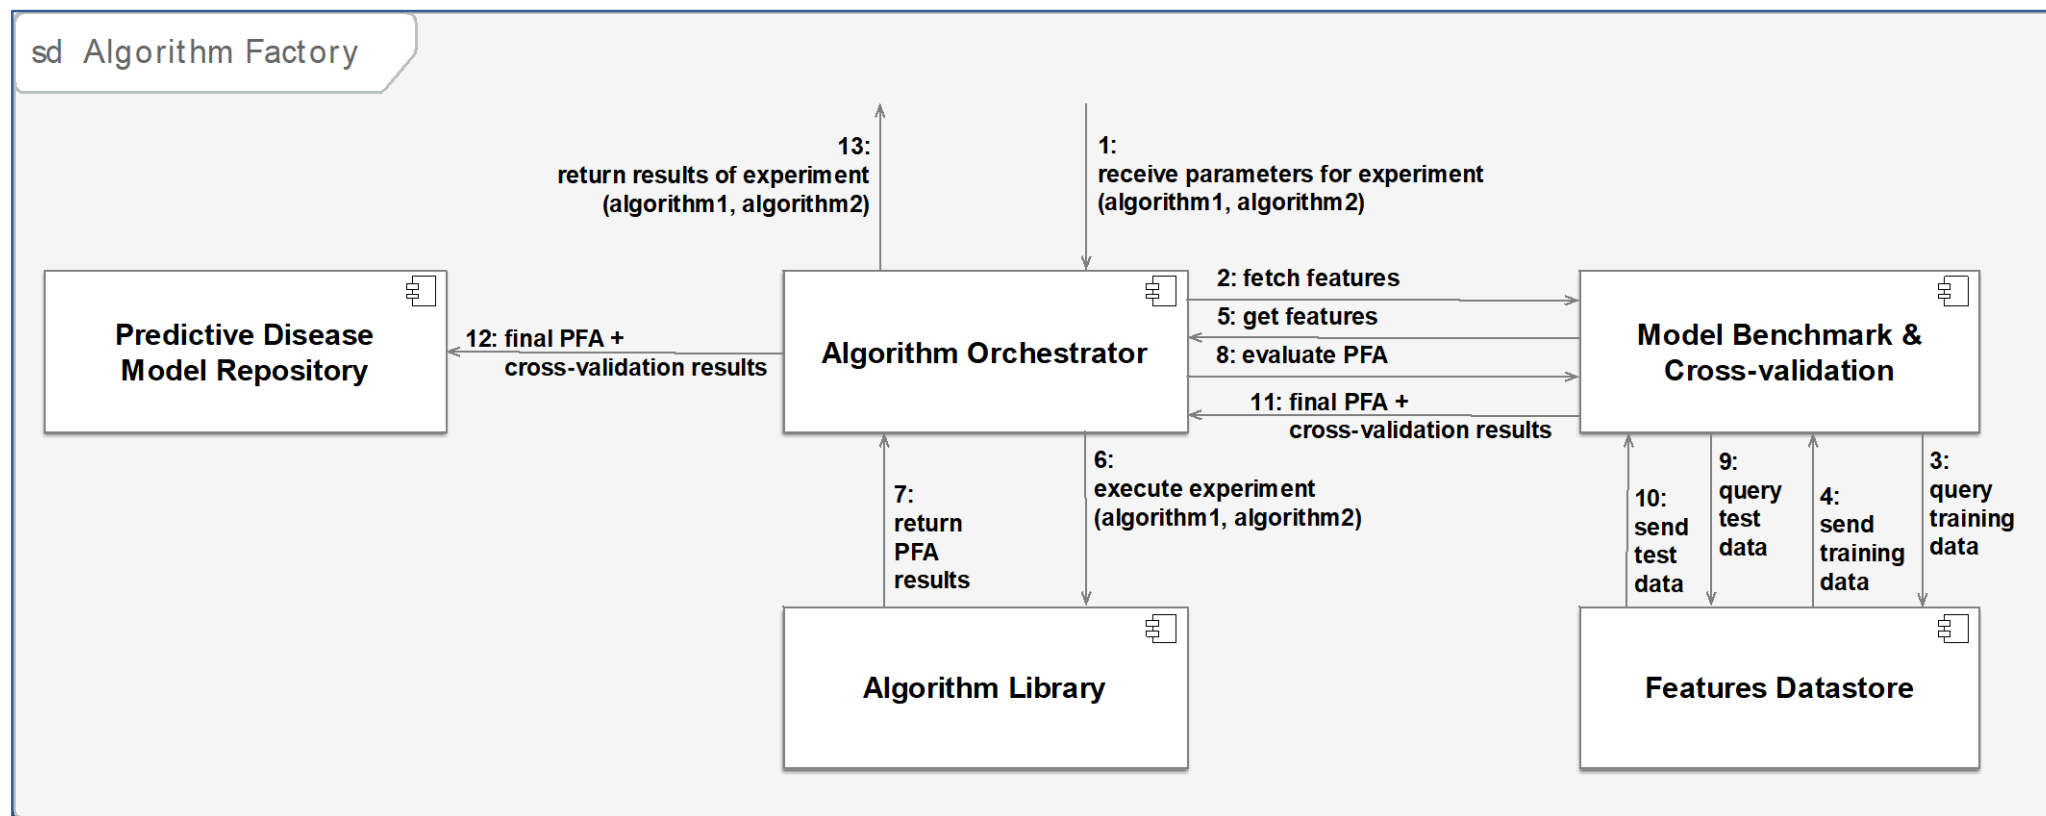 sd Algorithm Factory
13:
return results of experiment
(algorithm1, algorithm2)
1:
receive parameters for experiment
(algorithm1, algorithm2)
Predictive Disease
Model Repository
12: final PFA +
cross-validation results
Algorithm Orchestrator
2: fetch features
5: get features
8: evaluate PFA
11: final PFA +
cross-validation results
Model Benchmark &
Cross-validation
7:
return
PFA
results
6:
execute experiment
(algorithm1, algorithm2)
10:
send
test
data
9:
query
test
data
4:
send
training
data
3:
query
training
data
Algorithm Library
Features Datastore